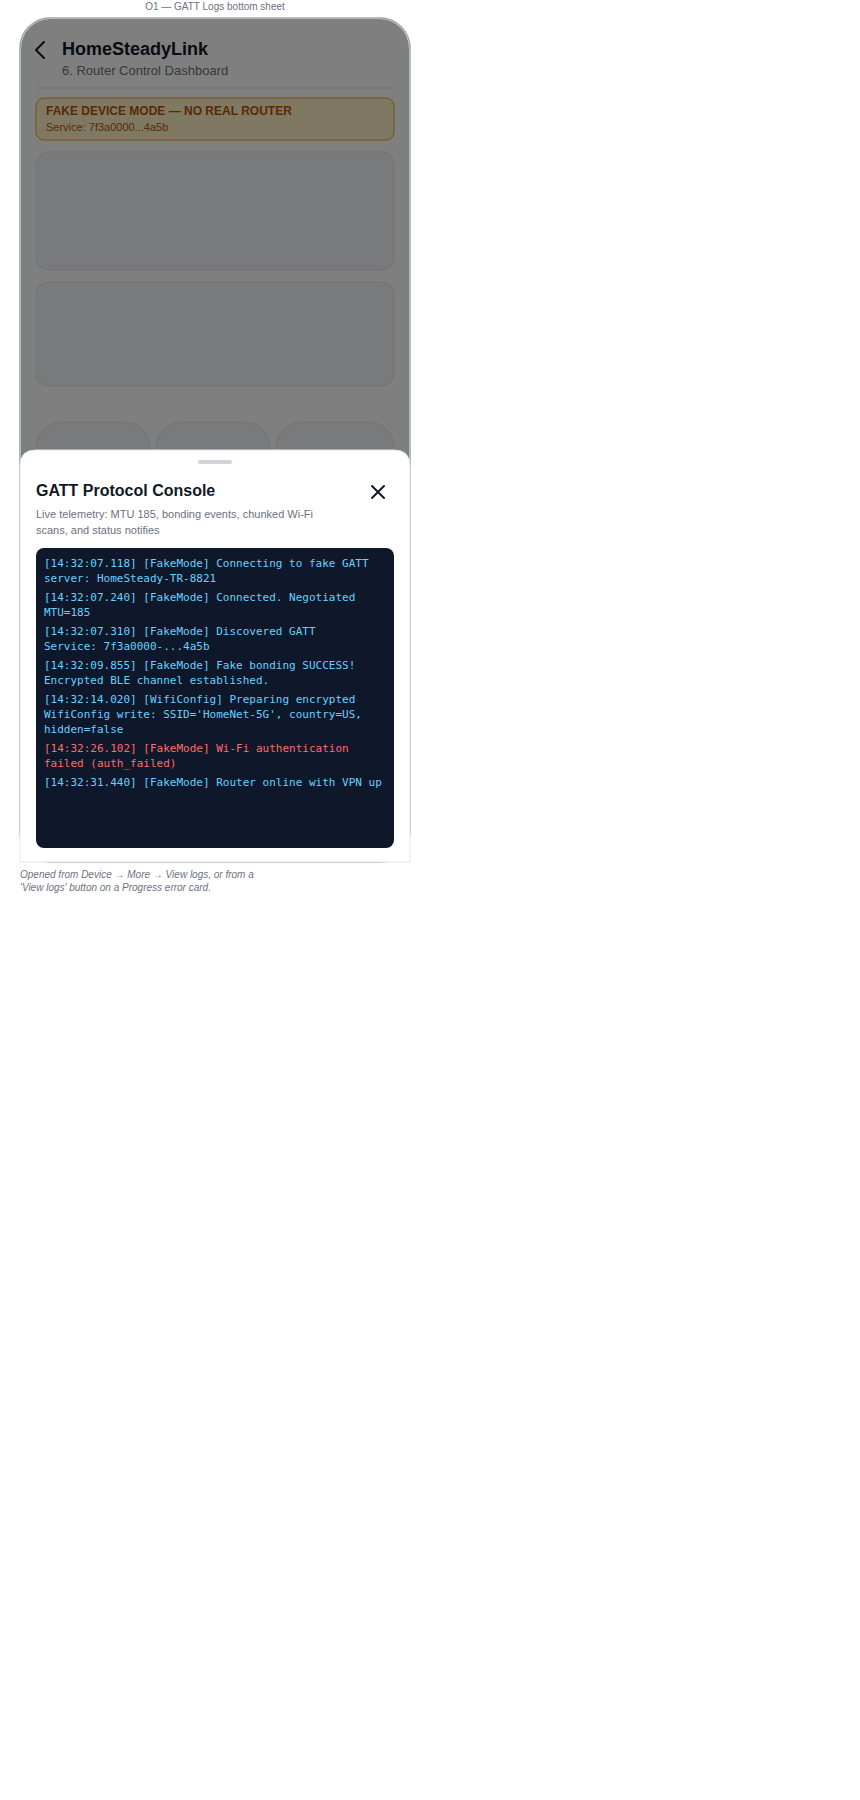 O1 — GATT Logs bottom sheet
HomeSteadyLink
6. Router Control Dashboard
FAKE DEVICE MODE — NO REAL ROUTER
Service: 7f3a0000...4a5b
GATT Protocol Console
Live telemetry: MTU 185, bonding events, chunked Wi-Fi
scans, and status notifies
[14:32:07.118] [FakeMode] Connecting to fake GATT
server: HomeSteady-TR-8821
[14:32:07.240] [FakeMode] Connected. Negotiated
MTU=185
[14:32:07.310] [FakeMode] Discovered GATT
Service: 7f3a0000-...4a5b
[14:32:09.855] [FakeMode] Fake bonding SUCCESS!
Encrypted BLE channel established.
[14:32:14.020] [WifiConfig] Preparing encrypted
WifiConfig write: SSID='HomeNet-5G', country=US,
hidden=false
[14:32:26.102] [FakeMode] Wi-Fi authentication
failed (auth_failed)
[14:32:31.440] [FakeMode] Router online with VPN up
Opened from Device → More → View logs, or from a
'View logs' button on a Progress error card.